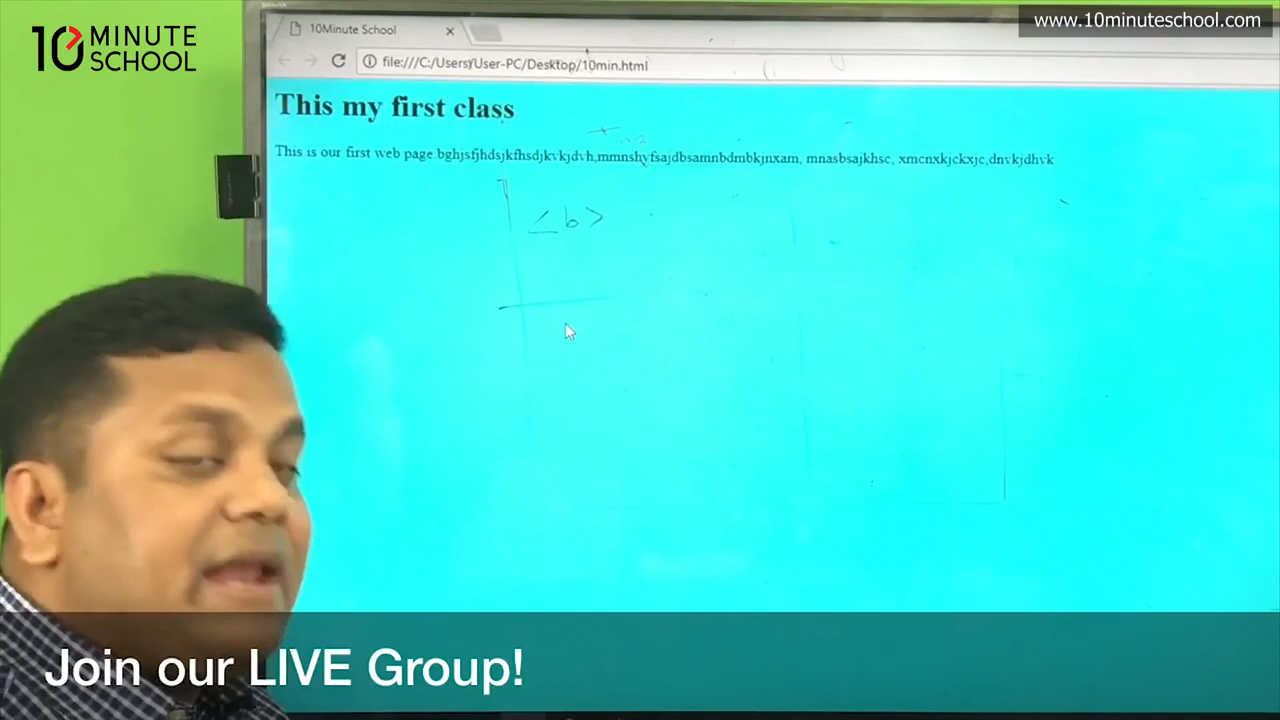 10 MINUTE
SCHOOL
www.10minuteschool.com
10Minute School
file:///C:/Users/User-PC/Desktop/10min.html
This my first class
This is our first web page.bghjsfjhdsjkfhsdjkvkjdvh,mmnshyfsajdbsamnbdmbkjnxam, mnasbsajkhsc, xmcnxkjckxjc,dnvkjdhvk
<b>
Join our LIVE Group!